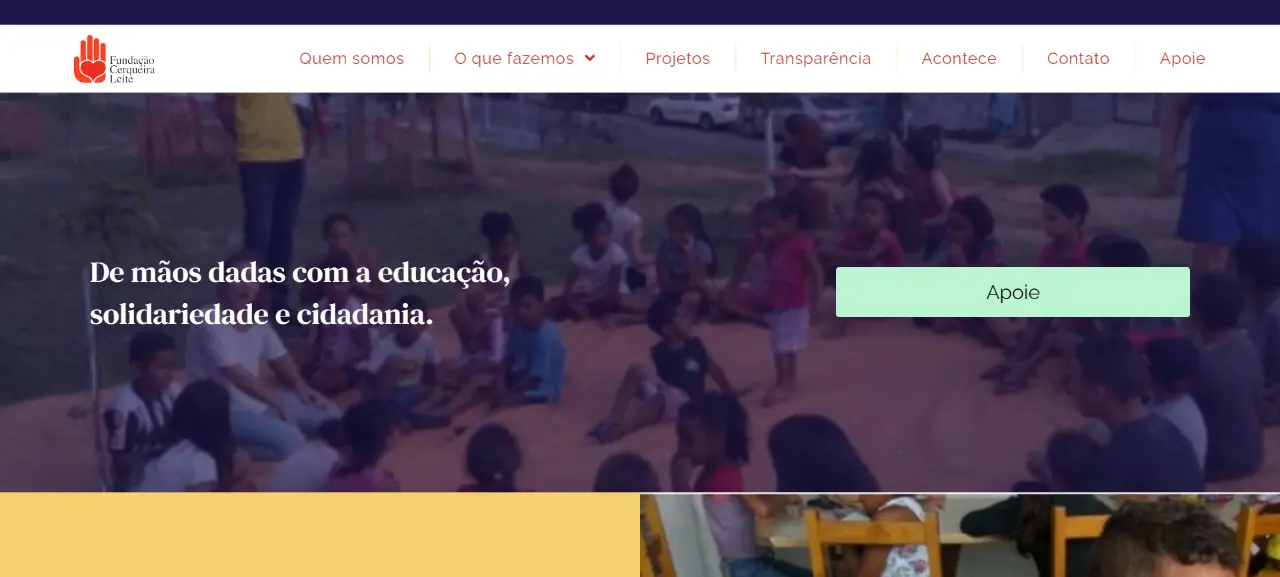 Fundação
Cerqueira
Leite
Quem somos
O que fazemos
Projetos
Transparência
Acontece
Contato
Apoie
De mãos dadas com a educação,
solidariedade e cidadania.
Apoie